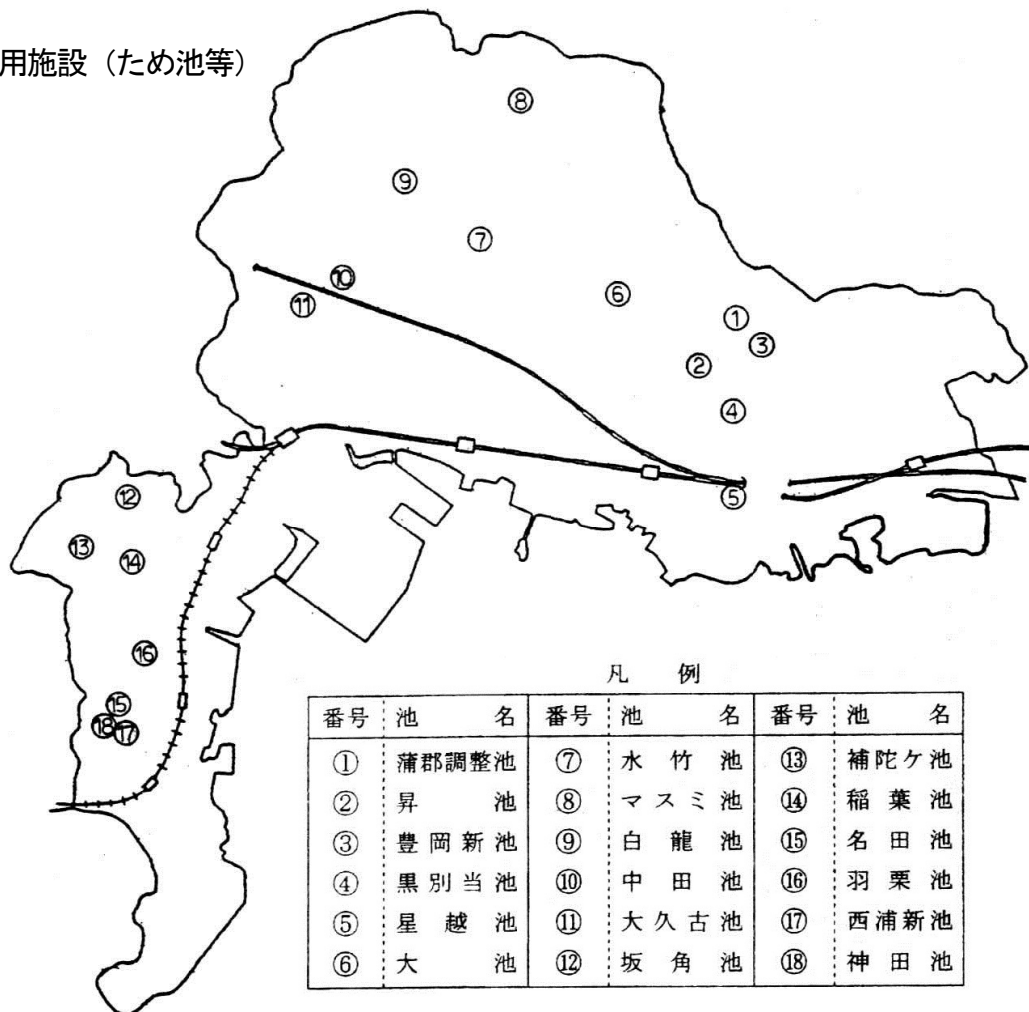 用施設（ため池等）
⑧
⑨
⑦
⑩
⑥
⑪
①
③
②
④
⑤
⑫
⑬
⑭
⑯
⑮
⑱
⑰
凡 例
番号 池 名 番号 池 名 番号 池 名
① 蒲郡調整池 ⑦ 水竹池 ⑬ 補陀ケ池
② 昇池 ⑧ マスミ池 ⑭ 稲葉池
③ 豊岡新池 ⑨ 白龍池 ⑮ 名田池
④ 黒別当池 ⑩ 中田池 ⑯ 羽栗池
⑤ 星越池 ⑪ 大久古池 ⑰ 西浦新池
⑥ 大池 ⑫ 坂角池 ⑱ 神田池